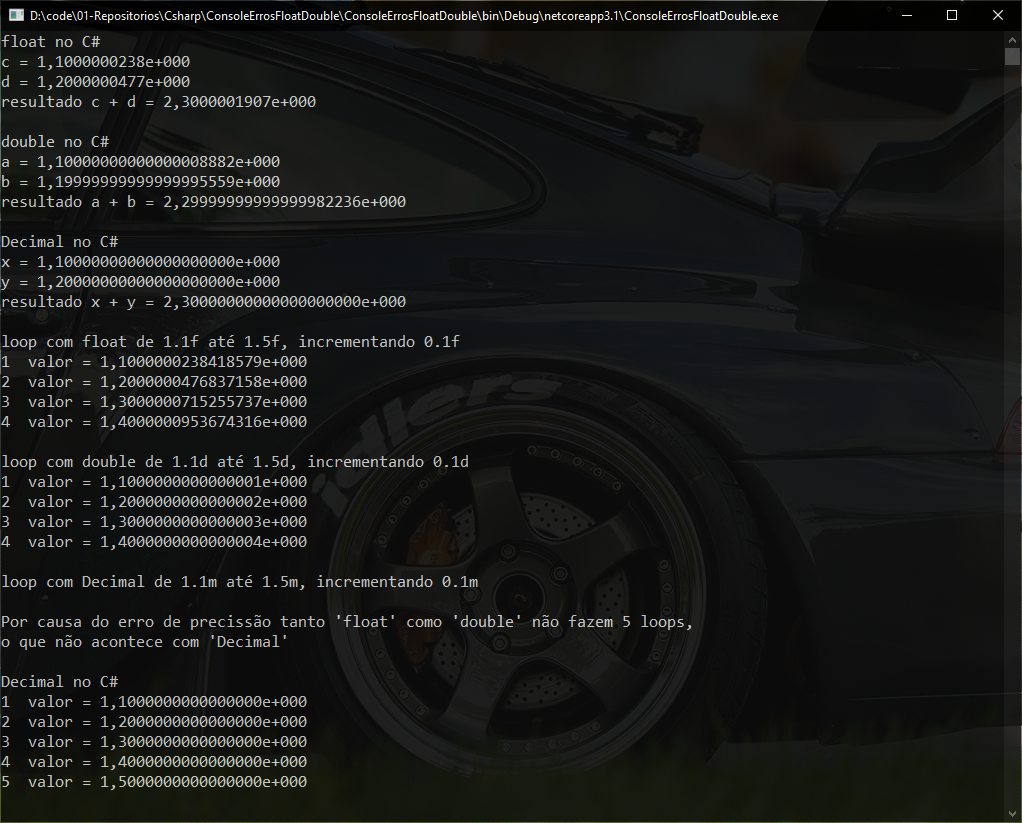 D:\code\01-Repositorios\Csharp\ConsoleErrosFloatDouble\ConsoleErrosFloatDouble\bin\Debug\netcoreapp3.1\ConsoleErrosFloatDouble.exe
float no C#
c = 1,1000000238e+000
d = 1,2000000477e+000
resultado c + d = 2,3000001907e+000
double no C#
a = 1,10000000000000008882e+000
b = 1,19999999999999995559e+000
resultado a + b = 2,29999999999999982236e+000
Decimal no C#
x = 1,10000000000000000000e+000
y = 1,20000000000000000000e+000
resultado x + y = 2,30000000000000000000e+000
loop com float de 1.1f até 1.5f, incrementando 0.1f
1  valor = 1,1000000238418579e+000
2  valor = 1,2000000476837158e+000
3  valor = 1,3000000715255737e+000
4  valor = 1,4000000953674316e+000
loop com double de 1.1d até 1.5d, incrementando 0.1d
1  valor = 1,1000000000000001e+000
2  valor = 1,2000000000000002e+000
3  valor = 1,3000000000000003e+000
4  valor = 1,4000000000000004e+000
loop com Decimal de 1.1m até 1.5m, incrementando 0.1m
Por causa do erro de precissão tanto 'float' como 'double' não fazem 5 loops,
o que não acontece com 'Decimal'
Decimal no C#
1  valor = 1,1000000000000000e+000
2  valor = 1,2000000000000000e+000
3  valor = 1,3000000000000000e+000
4  valor = 1,4000000000000000e+000
5  valor = 1,5000000000000000e+000
idlers